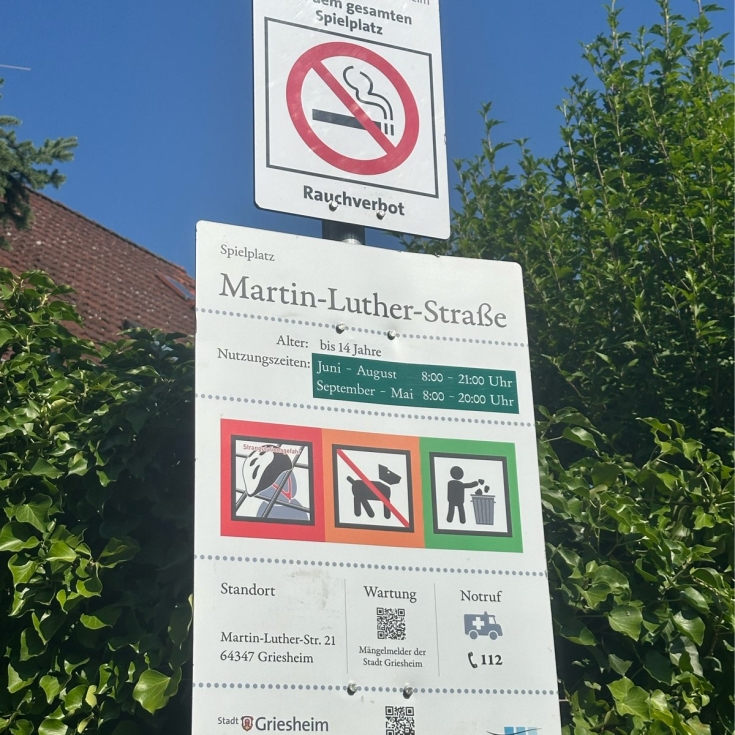 dem gesamten
Spielplatz
Rauchverbot
Spielplatz
Martin-Luther-Straße
Alter: bis 14 Jahre
Nutzungszeiten:
Juni - August 8:00 - 21:00 Uhr
September - Mai 8:00 - 20:00 Uhr
Standort
Martin-Luther-Str. 21
64347 Griesheim
Wartung
Mängelmelder der
Stadt Griesheim
Notruf
112
Stadt Griesheim